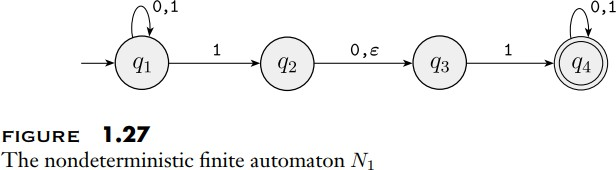 0,1 0,1
1 0,ε 1
q1 q2 q3 q4
FIGURE 1.27
The nondeterministic finite automaton N1